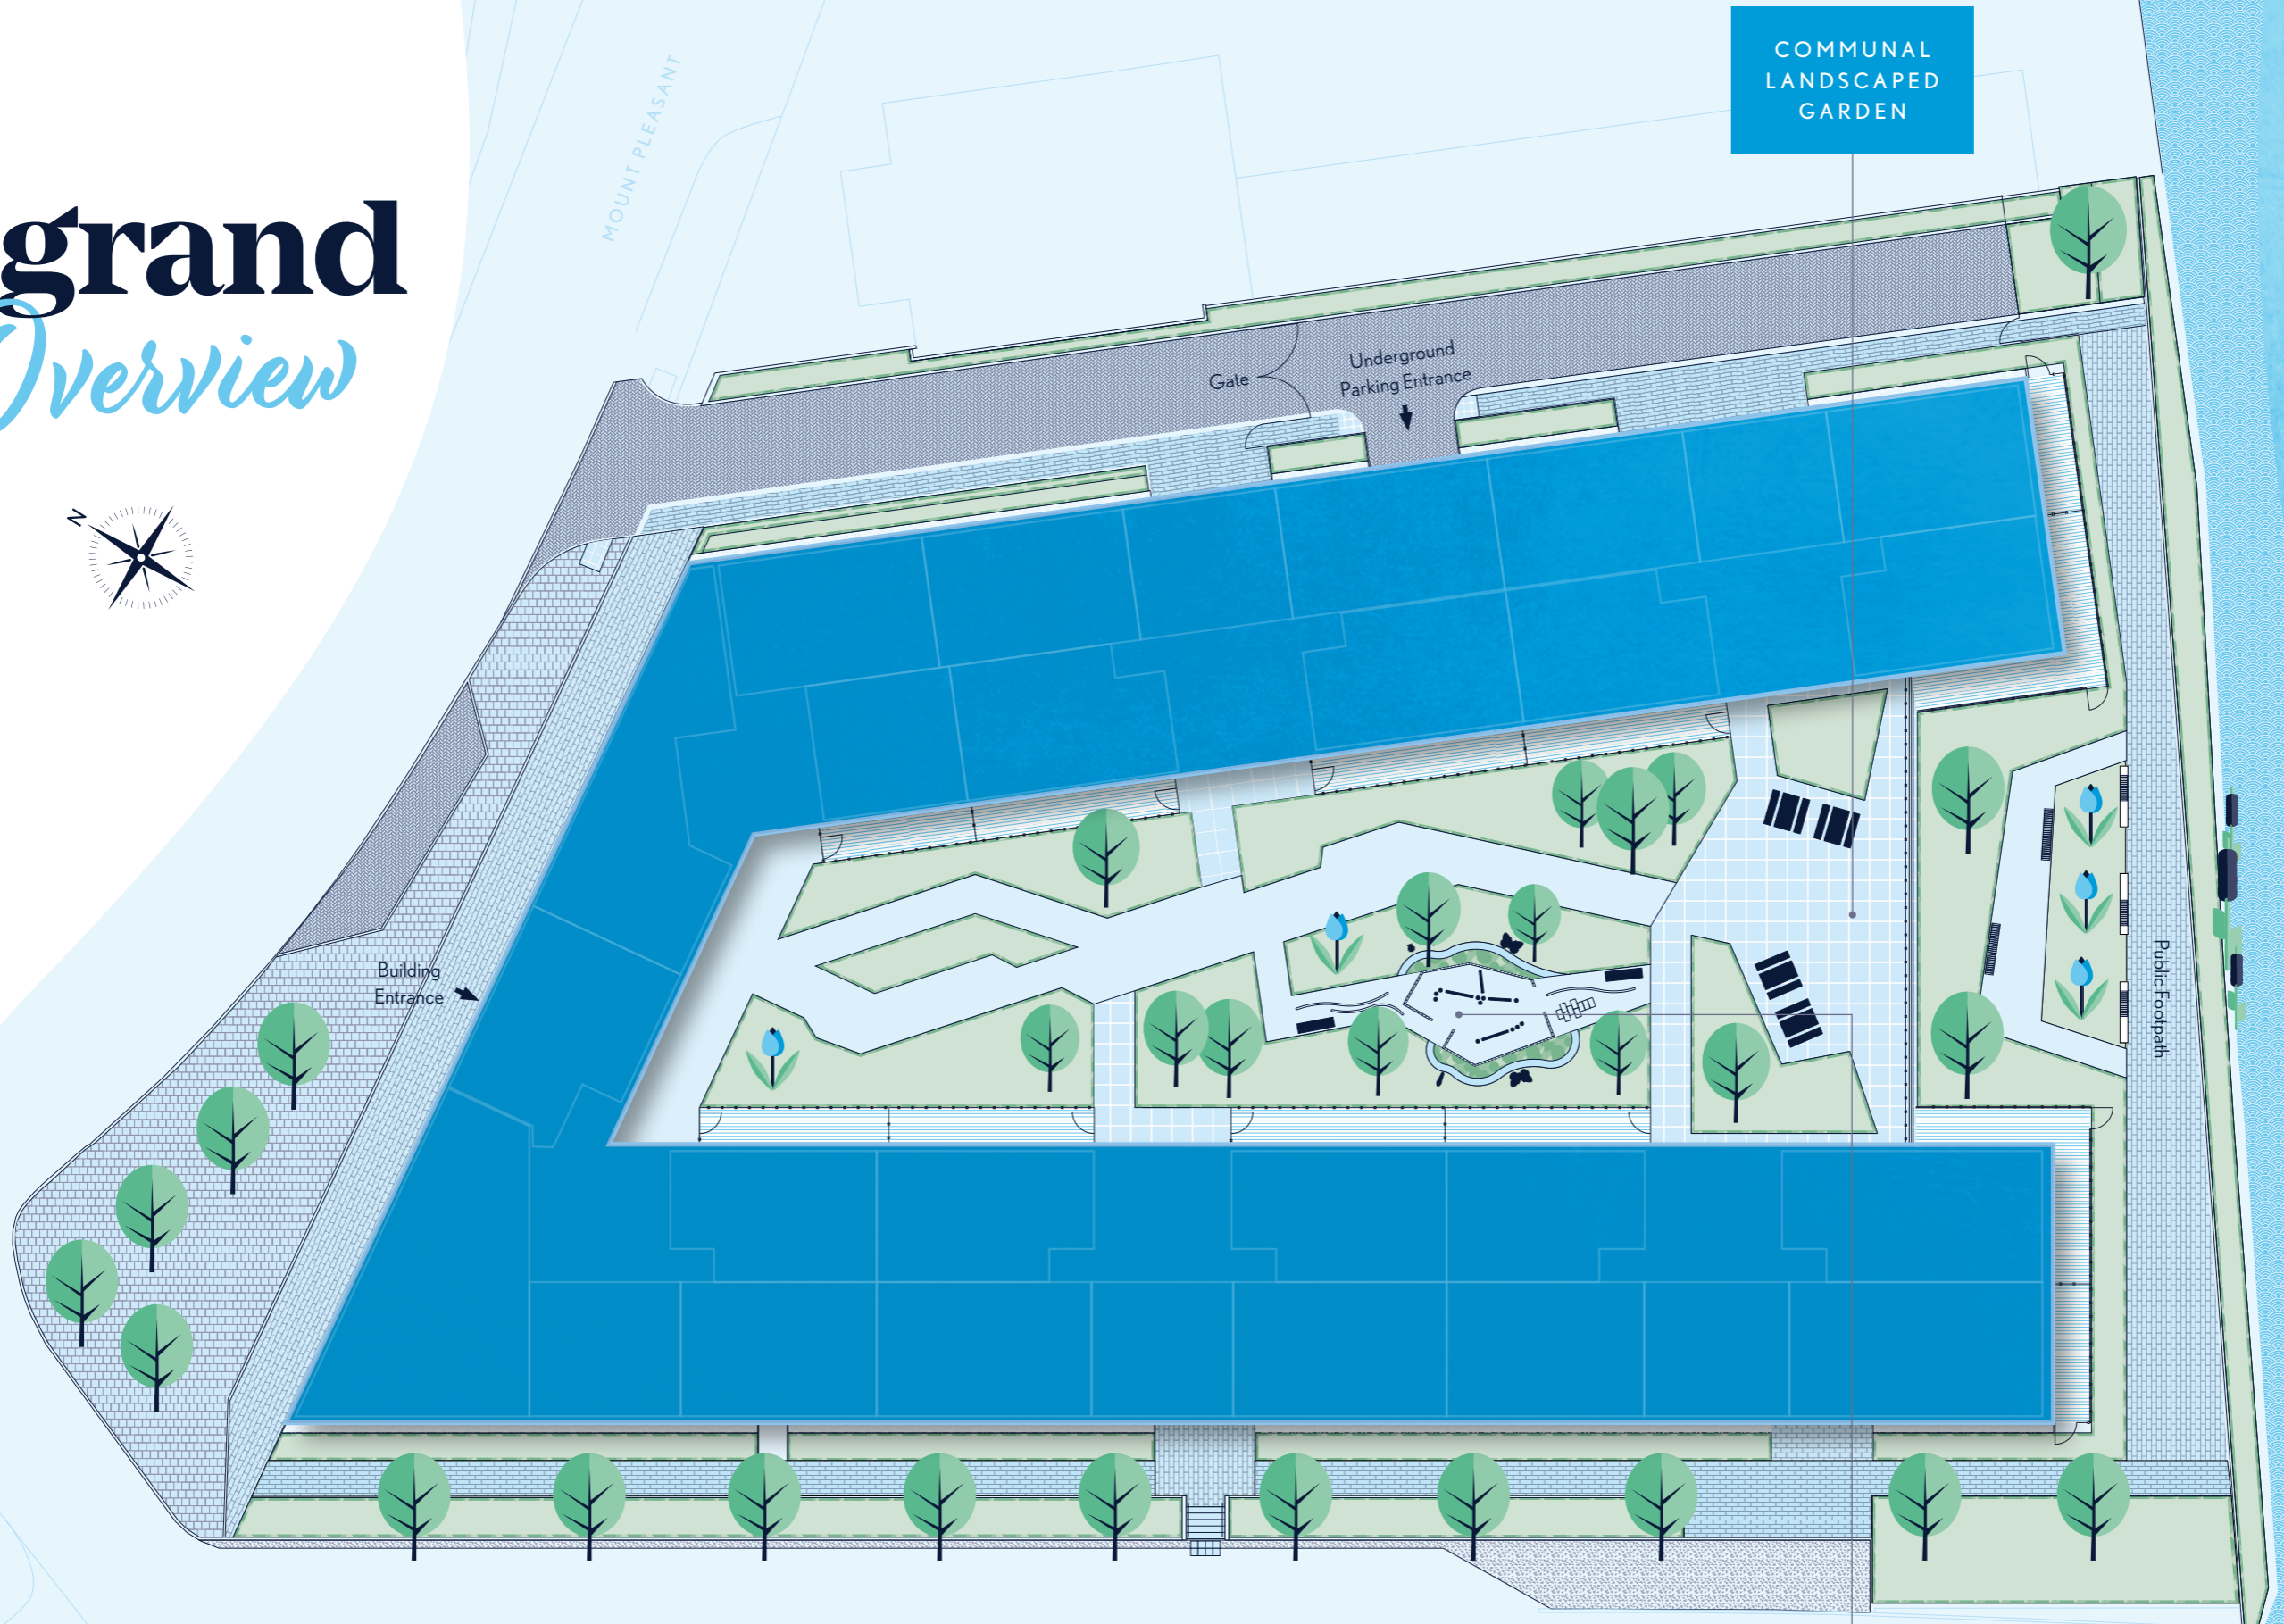 grand
Overview
N
MOUNT PLEASANT
COMMUNAL
LANDSCAPED
GARDEN
Gate
Underground
Parking Entrance
Building
Entrance
Public Footpath